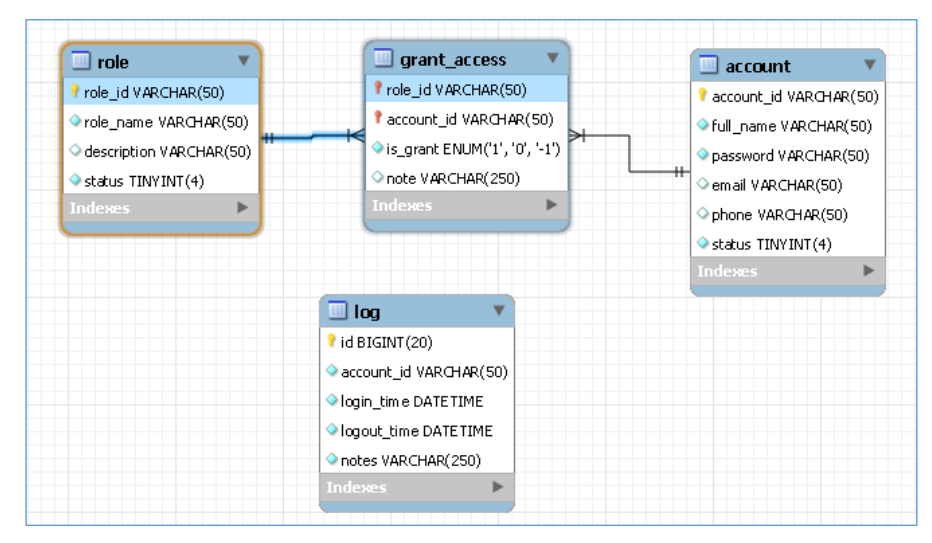 role
role_id VARCHAR(50)
role_name VARCHAR(50)
description VARCHAR(50)
status TINYINT(4)
Indexes
grant_access
role_id VARCHAR(50)
account_id VARCHAR(50)
is_grant ENUM('1', '0', '-1')
note VARCHAR(250)
Indexes
account
account_id VARCHAR(50)
full_name VARCHAR(50)
password VARCHAR(50)
email VARCHAR(50)
phone VARCHAR(50)
status TINYINT(4)
Indexes
log
id BIGINT(20)
account_id VARCHAR(50)
login_time DATETIME
logout_time DATETIME
notes VARCHAR(250)
Indexes